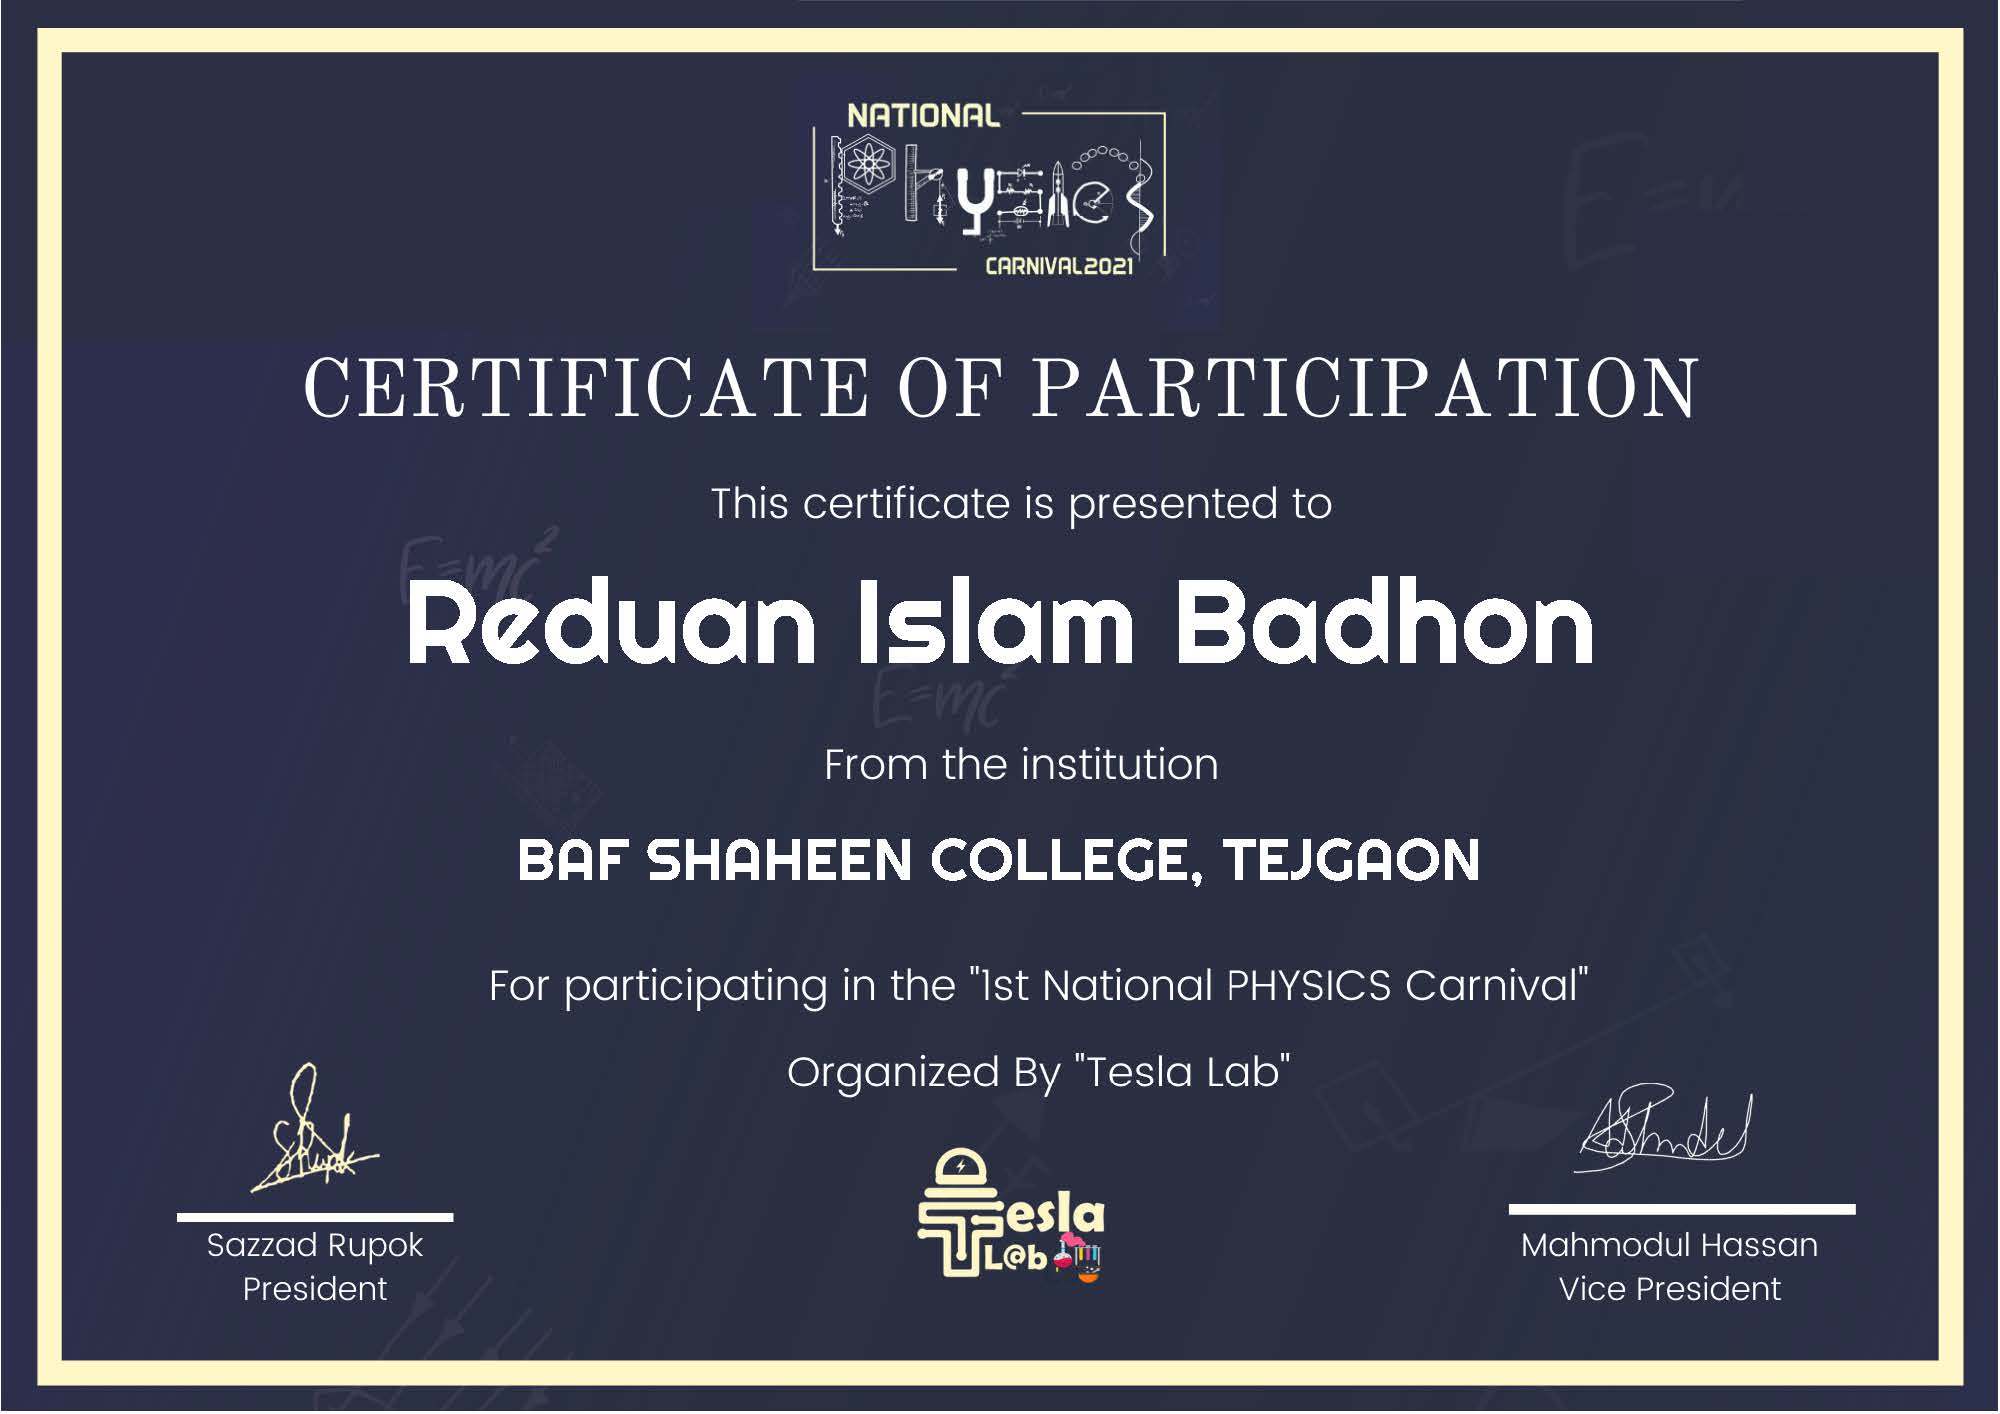 NATIONAL
Physics
CARNIVAL2021
CERTIFICATE OF PARTICIPATION
This certificate is presented to
E=mc²
Reduan Islam Badhon
E=mc²
From the institution
BAF SHAHEEN COLLEGE, TEJGAON
For participating in the "1st National PHYSICS Carnival"
Organized By "Tesla Lab"
Tesla
L@b
Sazzad Rupok
President
Mahmodul Hassan
Vice President